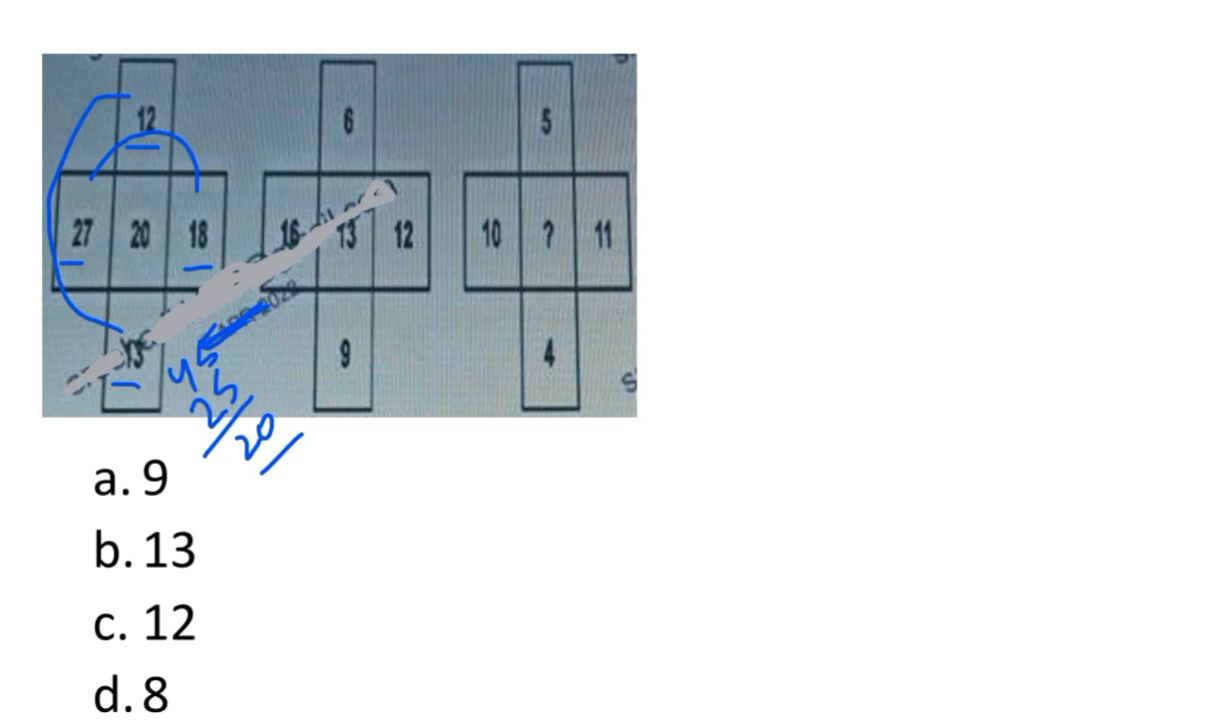 12 6 5
27 20 18 16 13 12 10 ? 11
13 9 4
45
25
20
a. 9
b. 13
c. 12
d. 8